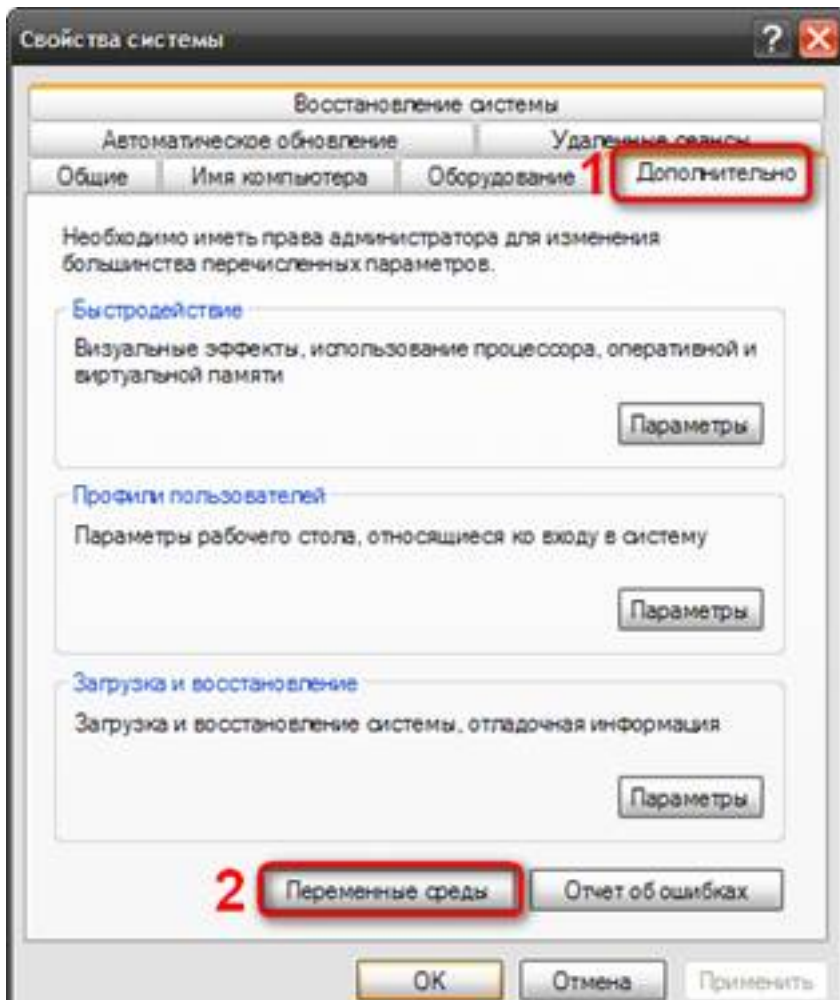 Свойства системы
Восстановление системы
Автоматическое обновление Удаленные сеансы
Общие Имя компьютера Оборудование 1 Дополнительно
Необходимо иметь права администратора для изменения
большинства перечисленных параметров.
Быстродействие
Визуальные эффекты, использование процессора, оперативной и
виртуальной памяти
Параметры
Профили пользователей
Параметры рабочего стола, относящиеся ко входу в систему
Параметры
Загрузка и восстановление
Загрузка и восстановление системы, отладочная информация
Параметры
2 Переменные среды Отчет об ошибках
OK Отмена Применить